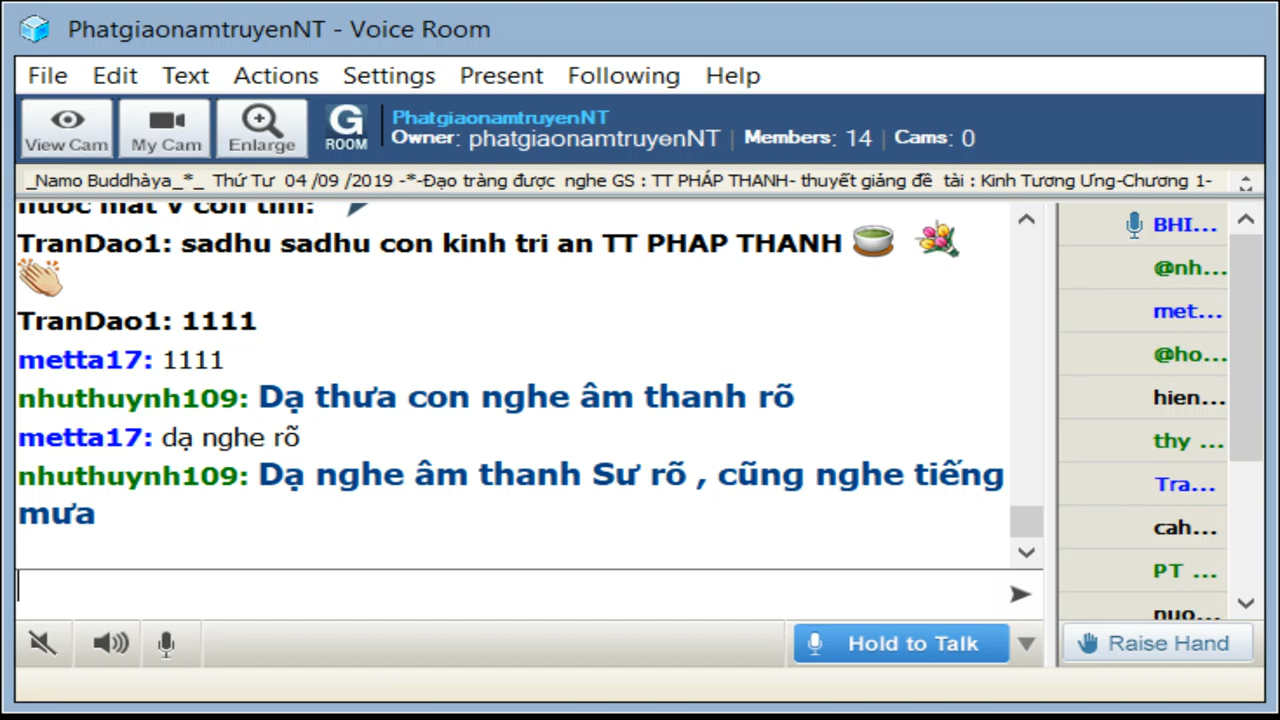 PhatgiaonamtruyenNT - Voice Room
File Edit Text Actions Settings Present Following Help
View Cam My Cam Enlarge G ROOM
PhatgiaonamtruyenNT
Owner: phatgiaonamtruyenNT | Members: 14 | Cams: 0
_Namo Buddhàya_*_ Thứ Tư 04 /09 /2019 -*-Đạo tràng được nghe GS : TT PHÁP THANH- thuyết giảng đề tài : Kinh Tương Ưng-Chương 1-
TranDao1: sadhu sadhu con kinh tri an TT PHAP THANH
TranDao1: 1111
metta17: 1111
nhuthuynh109: Dạ thưa con nghe âm thanh rõ
metta17: dạ nghe rõ
nhuthuynh109: Dạ nghe âm thanh Sư rõ , cũng nghe tiếng
mưa
BHI...
@nh...
met...
@ho...
hien...
thy ...
Tra...
cah...
PT ...
nuo...
Hold to Talk
Raise Hand